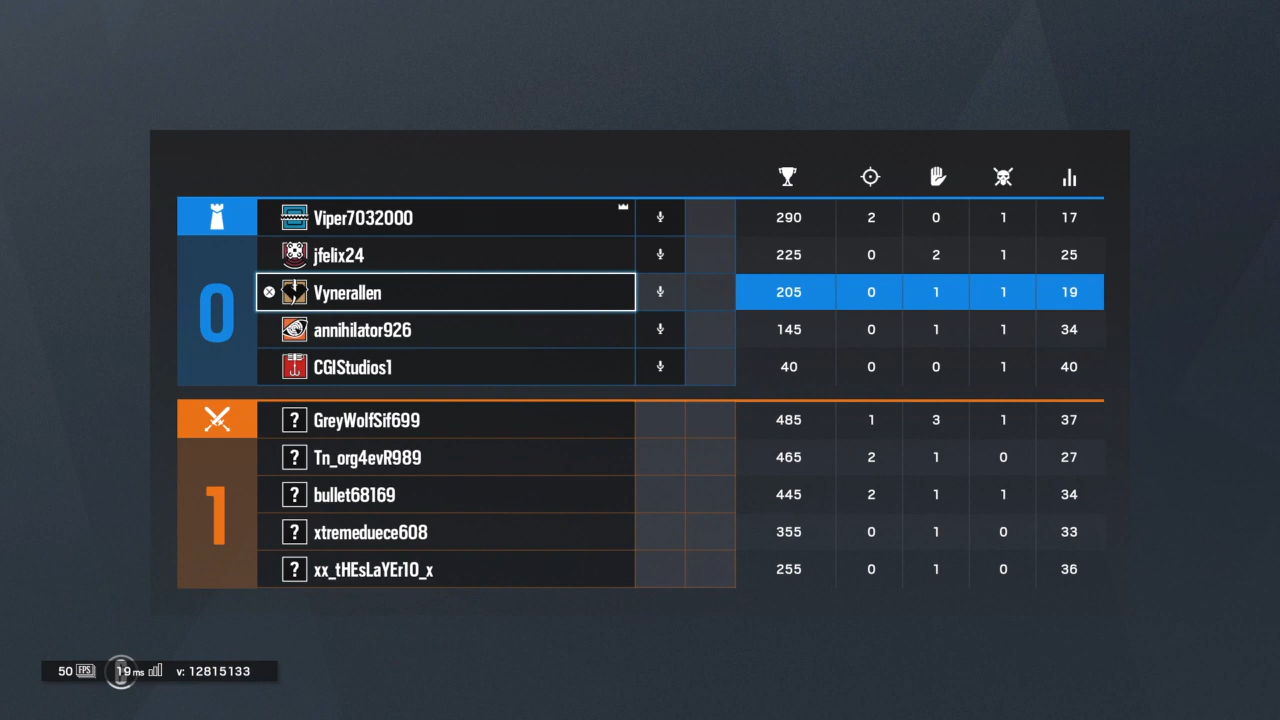 Viper7032000 290 2 0 1 17
jfelix24 225 0 2 1 25
0 Vynerallen 205 0 1 1 19
annihilator926 145 0 1 1 34
CGIStudios1 40 0 0 1 40
GreyWolfSif699 485 1 3 1 37
Tn_org4evR989 465 2 1 0 27
1 bullet68169 445 2 1 1 34
xtremeduece608 355 0 1 0 33
xx_tHEsLaYEr10_x 255 0 1 0 36
50 FPS 19 ms v: 12815133